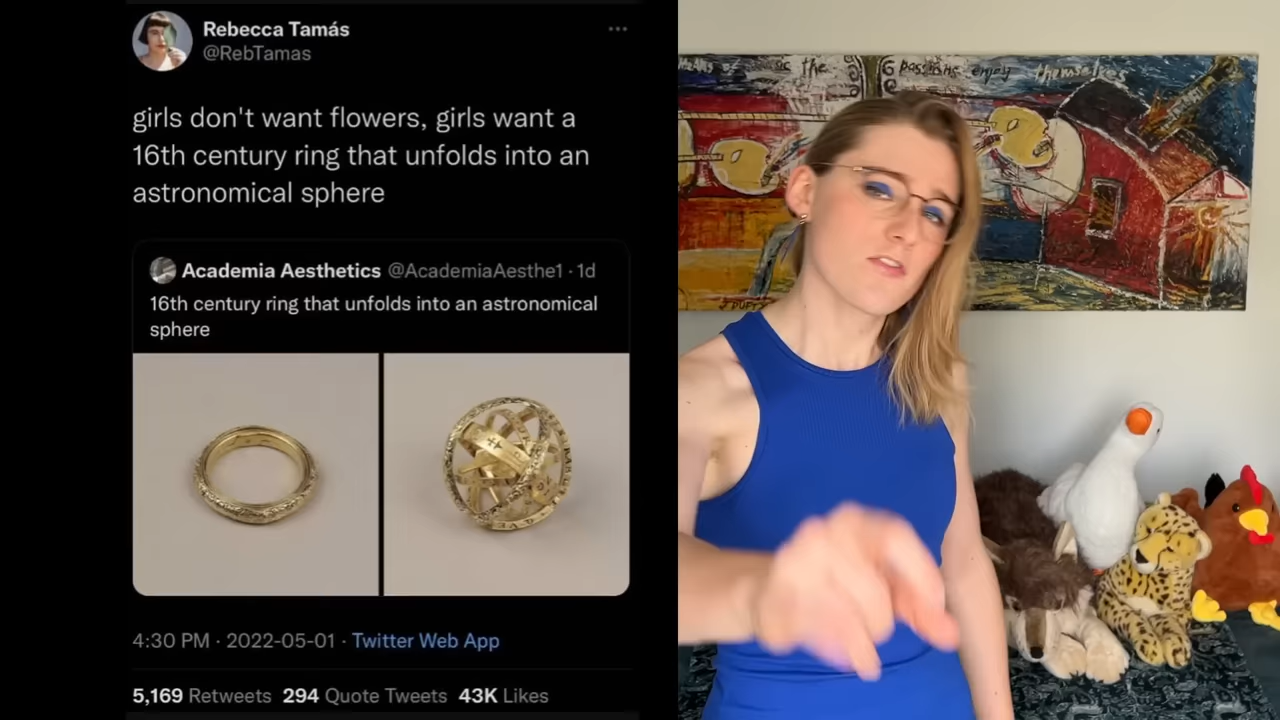 Rebecca Tamás
@RebTamas
girls don't want flowers, girls want a
16th century ring that unfolds into an
astronomical sphere
Academia Aesthetics @AcademiaAesthe1 · 1d
16th century ring that unfolds into an astronomical
sphere
4:30 PM · 2022-05-01 · Twitter Web App
5,169 Retweets 294 Quote Tweets 43K Likes
the passions enjoy themselves